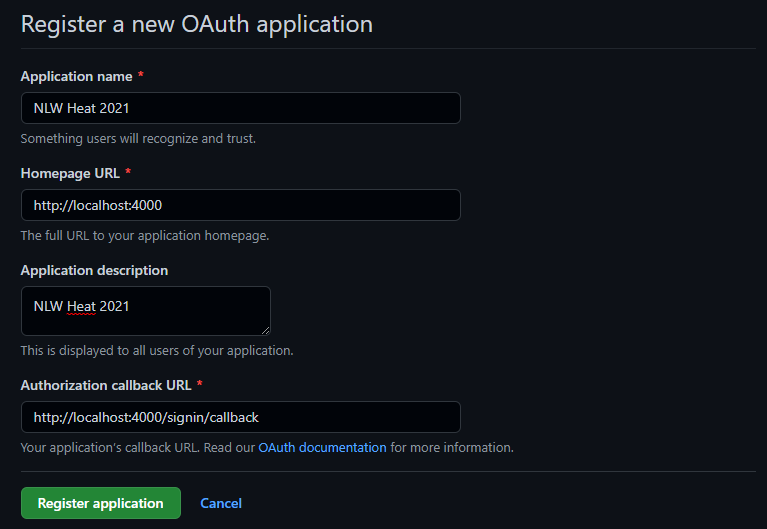 Register a new OAuth application
Application name *
NLW Heat 2021
Something users will recognize and trust.
Homepage URL *
http://localhost:4000
The full URL to your application homepage.
Application description
NLW Heat 2021
This is displayed to all users of your application.
Authorization callback URL *
http://localhost:4000/signin/callback
Your application's callback URL. Read our OAuth documentation for more information.
Register application Cancel